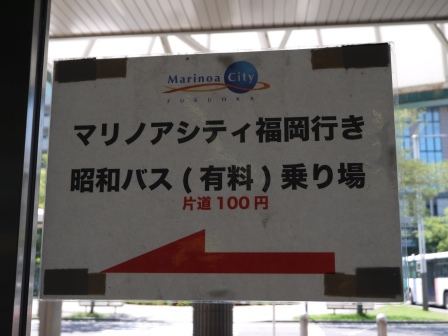 Marinoa City
FUKUOKA
マリノアシティ福岡行き
昭和バス(有料)乗り場
片道100円